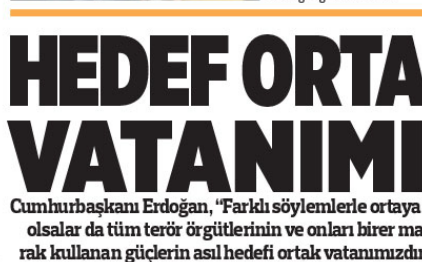 HEDEF ORTA
VATANIMI
Cumhurbaşkanı Erdoğan, “Farklı söylemlerle ortaya
olsalar da tüm terör örgütlerinin ve onları birer ma
rak kullanan güçlerin asıl hedefi ortak vatanımızdır